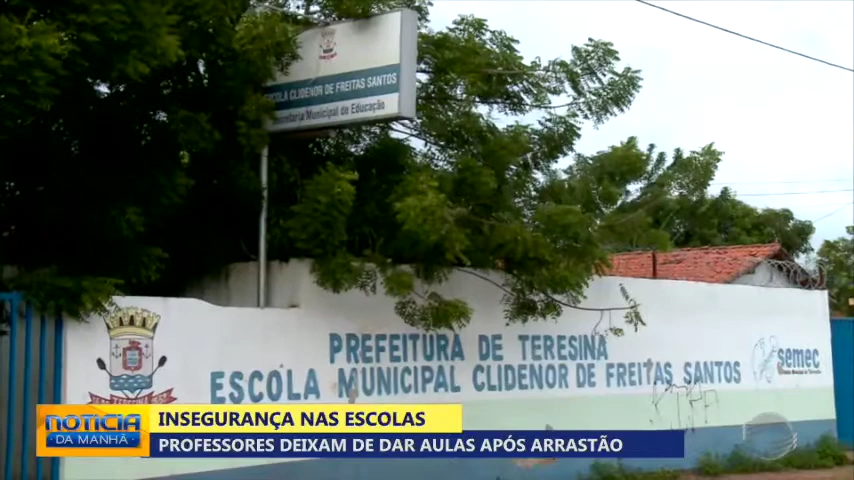 ESCOLA CLIDENOR DE FREITAS SANTOS
Secretaria Municipal de Educação
PREFEITURA DE TERESINA
ESCOLA MUNICIPAL CLIDENOR DE FREITAS SANTOS
semec
NOTÍCIA
DA MANHÃ
INSEGURANÇA NAS ESCOLAS
PROFESSORES DEIXAM DE DAR AULAS APÓS ARRASTÃO